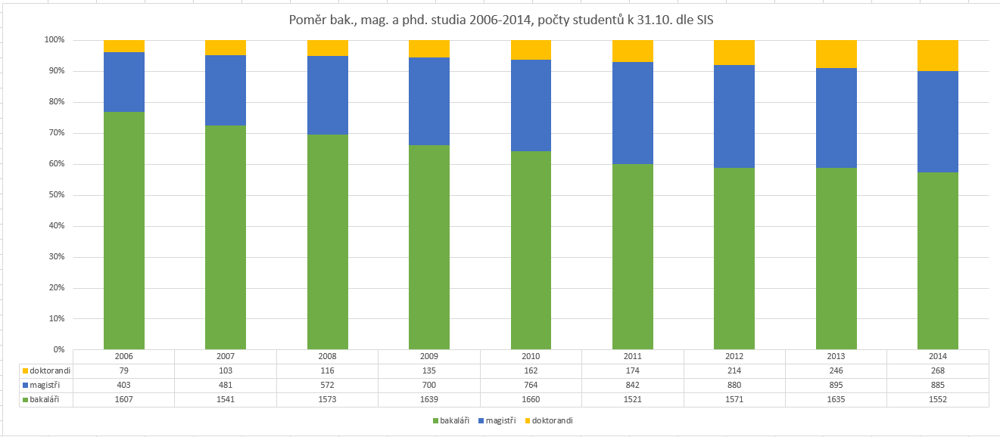 Poměr bak., mag. a phd. studia 2006-2014, počty studentů k 31.10. dle SIS
100%
90%
80%
70%
60%
50%
40%
30%
20%
10%
0%
2006 2007 2008 2009 2010 2011 2012 2013 2014
doktorandi 79 103 116 135 162 174 214 246 268
magistři 403 481 572 700 764 842 880 895 885
bakaláři 1607 1541 1573 1639 1660 1521 1571 1635 1552
bakaláři magistři doktorandi